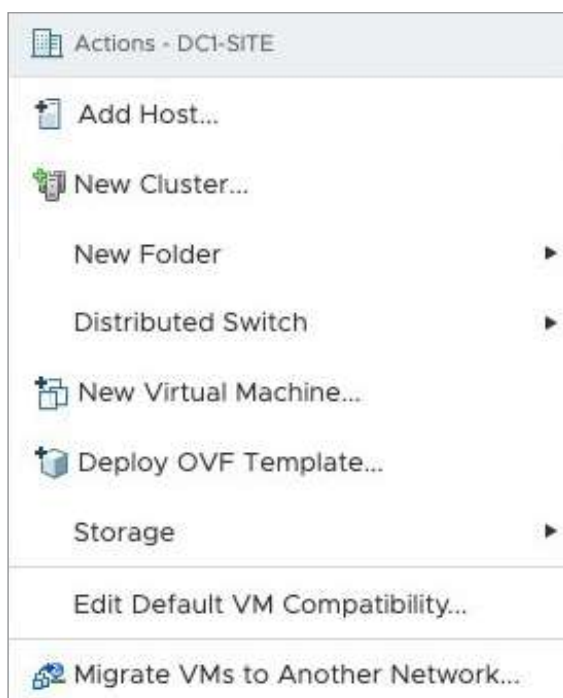 Actions - DC1-SITE
Add Host...
New Cluster...
New Folder
Distributed Switch
New Virtual Machine...
Deploy OVF Template...
Storage
Edit Default VM Compatibility...
Migrate VMs to Another Network...